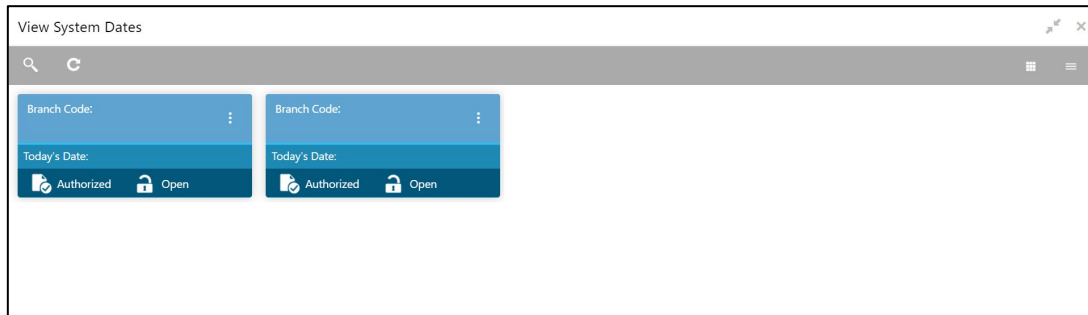 View System Dates
Branch Code:
Today's Date:
Authorized Open
Branch Code:
Today's Date:
Authorized Open